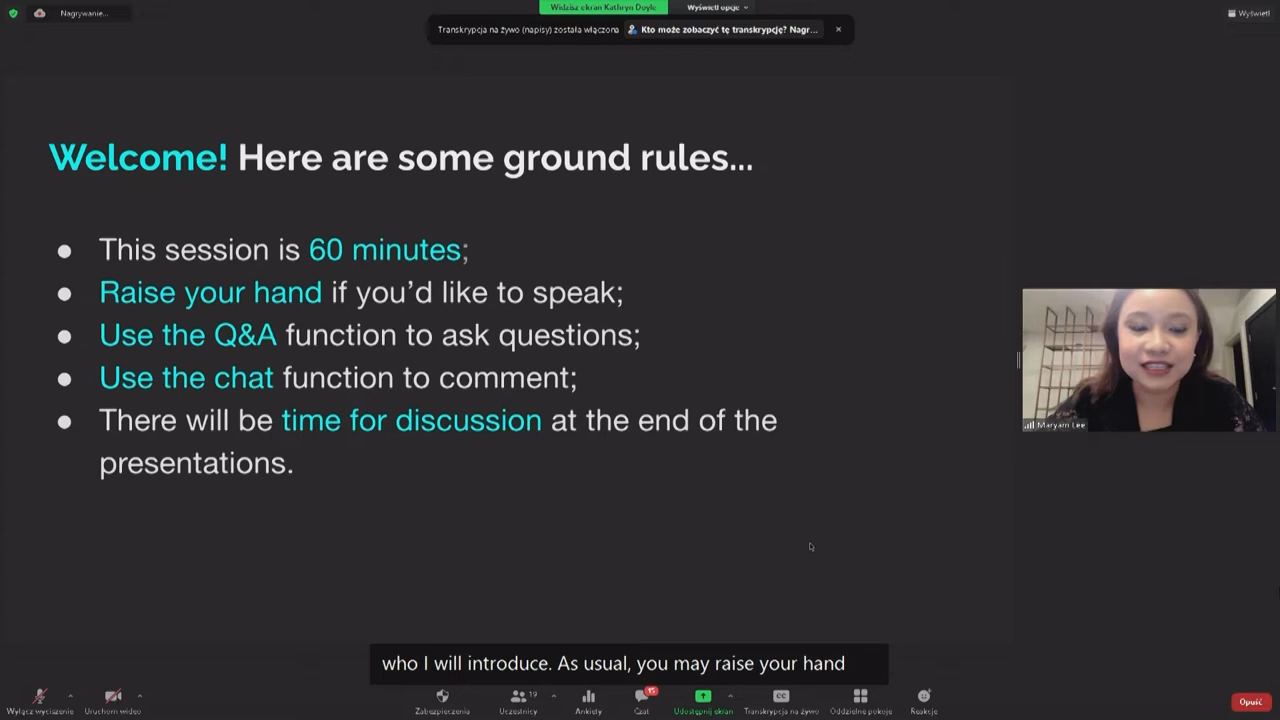 Nagrywanie...
Widzisz ekran Kathryn Doyle
Wyświetl opcje
Wyświetl
Transkrypcja na żywo (napisy) została włączona
Kto może zobaczyć tę transkrypcję? Nagr...
Welcome! Here are some ground rules...
● This session is 60 minutes;
● Raise your hand if you’d like to speak;
● Use the Q&A function to ask questions;
● Use the chat function to comment;
● There will be time for discussion at the end of the
presentations.
Maryam Lee
who I will introduce. As usual, you may raise your hand
Wyłącz wyciszenie
Uruchom wideo
Zabezpieczenia
Uczestnicy
19
Ankiety
Czat
15
Udostępnij ekran
CC
Transkrypcja na żywo
Oddzielne pokoje
Reakcje
Opuść